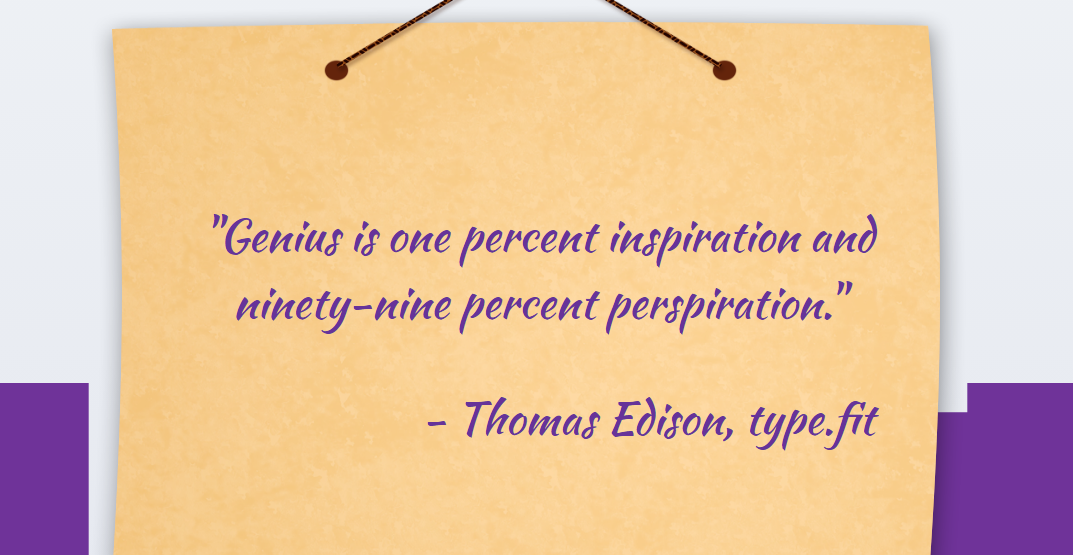 "Genius is one percent inspiration and
ninety-nine percent perspiration."
- Thomas Edison, type.fit